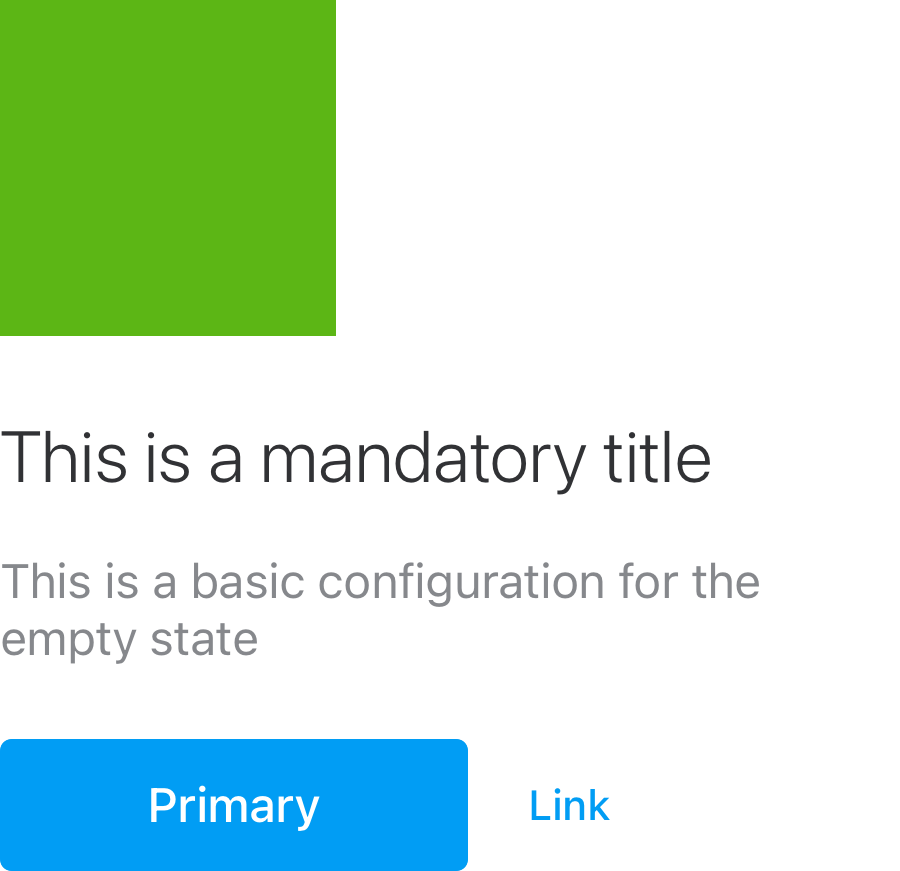 This is a mandatory title
This is a basic configuration for the
empty state
Primary
Link